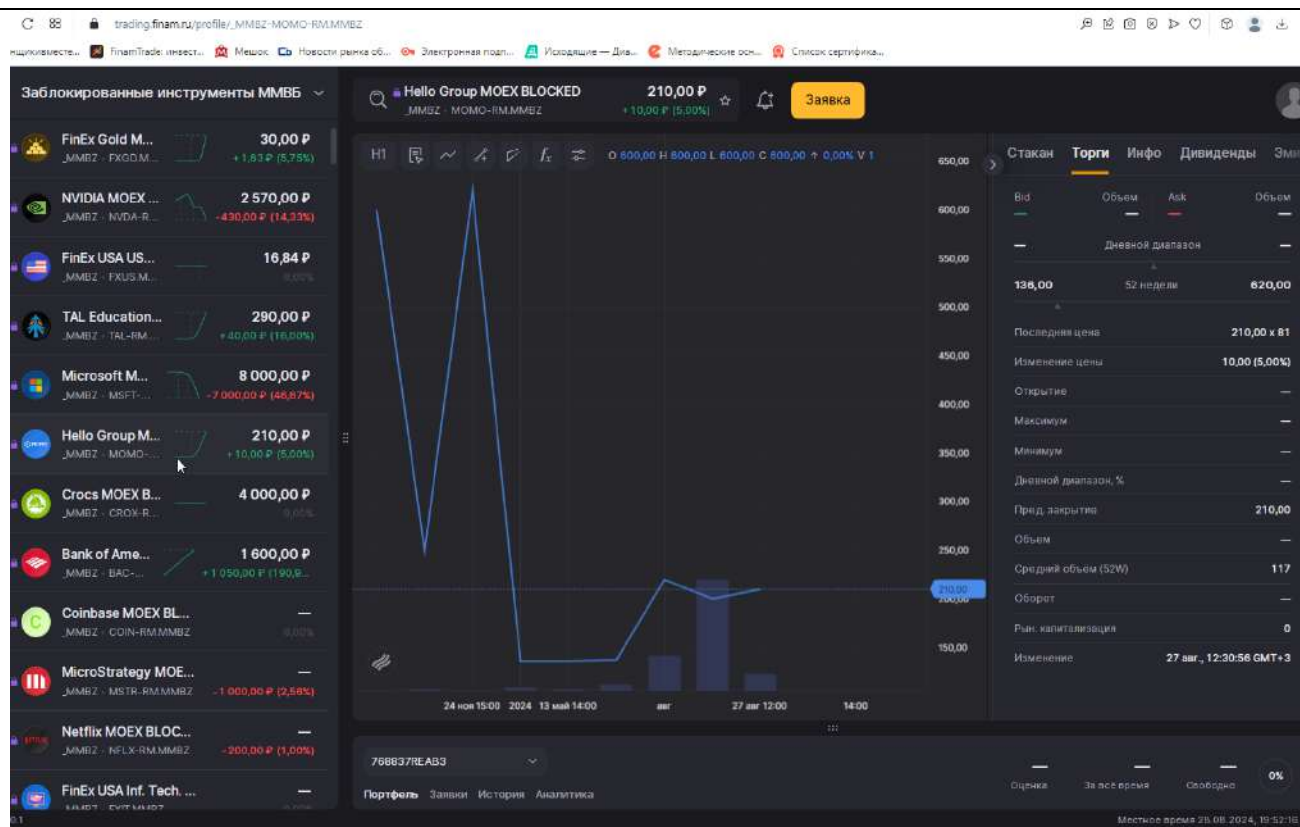 trading.finam.ru/profile/_MMBZ-MOMO-RM.MMBZ
нщикивместе... FinamTrade: инвест... Мешок Новости рынка об... Электронная подп... Исходящие — Диа... Методические осн... Список сертифика...
Заблокированные инструменты ММВБ
Hello Group MOEX BLOCKED 210,00 ₽
_MMBZ · MOMO-RM.MMBZ +10,00 ₽ (5,00%)
Заявка
FinEx Gold M... 30,00 ₽
_MMBZ · FXGD.M... +1,63 ₽ (5,75%)
NVIDIA MOEX ... 2 570,00 ₽
_MMBZ · NVDA-R... -430,00 ₽ (14,33%)
FinEx USA US... 16,84 ₽
_MMBZ · FXUS.M... 0,00%
TAL Education... 290,00 ₽
_MMBZ · TAL-RM... +40,00 ₽ (16,00%)
Microsoft M... 8 000,00 ₽
_MMBZ · MSFT-... -7 000,00 ₽ (46,67%)
Hello Group M... 210,00 ₽
_MMBZ · MOMO-... +10,00 ₽ (5,00%)
Crocs MOEX B... 4 000,00 ₽
_MMBZ · CROX-R... 0,00%
Bank of Ame... 1 600,00 ₽
_MMBZ · BAC-... +1 050,00 ₽ (190,9...
Coinbase MOEX BL... —
_MMBZ · COIN-RM.MMBZ 0,00%
MicroStrategy MOE... —
_MMBZ · MSTR-RM.MMBZ -1 000,00 ₽ (2,56%)
Netflix MOEX BLOC... —
_MMBZ · NFLX-RM.MMBZ -200,00 ₽ (1,00%)
FinEx USA Inf. Tech. ... —
_MMBZ · FXIT.MMBZ
H1 O 600,00 H 600,00 L 600,00 C 600,00 ↑ 0,00% V 1
650,00
600,00
550,00
500,00
450,00
400,00
350,00
300,00
250,00
210,00
200,00
150,00
24 ноя 15:00 2024 13 май 14:00 авг 27 авг 12:00 14:00
Стакан Торги Инфо Дивиденды Эми
Bid Объем Ask Объем
— — — —
— Дневной диапазон —
136,00 52 недели 620,00
Последняя цена 210,00 x 81
Изменение цены 10,00 (5,00%)
Открытие —
Максимум —
Минимум —
Дневной диапазон, % —
Пред. закрытие 210,00
Объем —
Средний объем (52W) 117
Оборот —
Рын. капитализация 0
Изменение 27 авг., 12:30:56 GMT+3
768837REAB3
Портфель Заявки История Аналитика
— — — 0%
Оценка За все время Свободно
0.1 Местное время 28.08.2024, 19:52:16